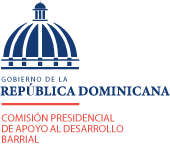 GOBIERNO DE LA
REPÚBLICA DOMINICANA
COMISIÓN PRESIDENCIAL
DE APOYO AL DESARROLLO
BARRIAL